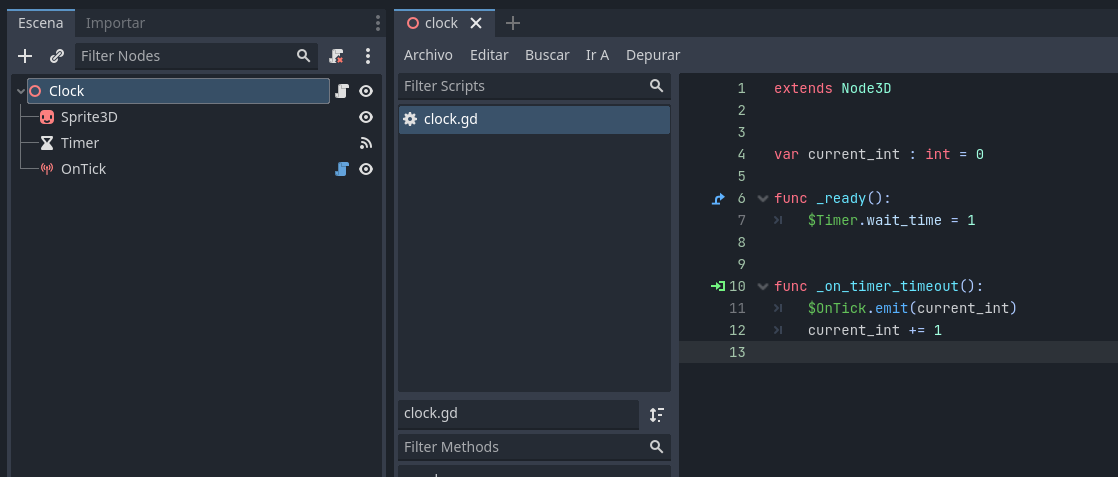 Escena Importar
Filter Nodes
Clock
Sprite3D
Timer
OnTick
clock
Archivo Editar Buscar Ir A Depurar
Filter Scripts
clock.gd
clock.gd
Filter Methods
1 extends Node3D
2
3
4 var current_int : int = 0
5
6 func _ready():
7 $Timer.wait_time = 1
8
9
10 func _on_timer_timeout():
11 $OnTick.emit(current_int)
12 current_int += 1
13